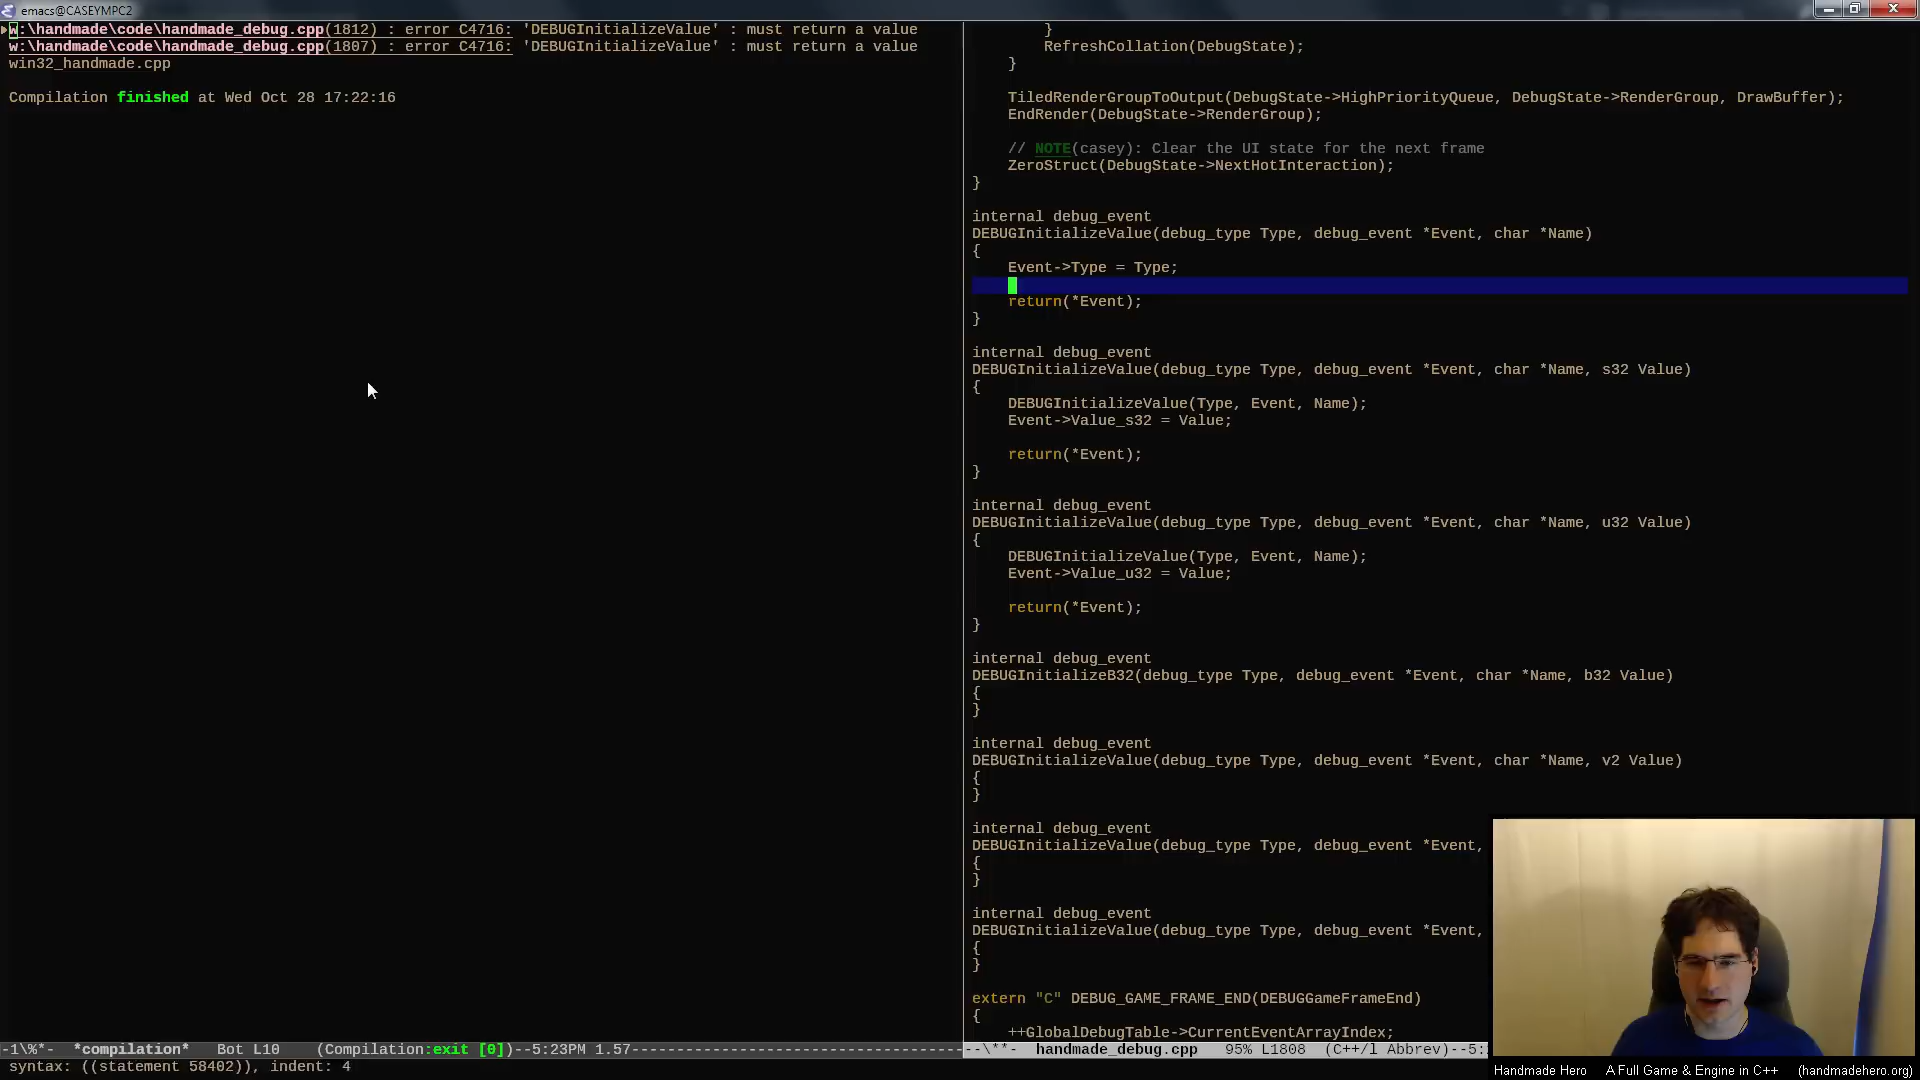 emacs@CASEYMPC2
w:\handmade\code\handmade_debug.cpp(1812) : error C4716: 'DEBUGInitializeValue' : must return a value
w:\handmade\code\handmade_debug.cpp(1807) : error C4716: 'DEBUGInitializeValue' : must return a value
win32_handmade.cpp
Compilation finished at Wed Oct 28 17:22:16
-1\%*-  *compilation*   Bot L10    (Compilation:exit [0])--5:23PM 1.57-------------------------------------
syntax: ((statement 58402)), indent: 4
}
RefreshCollation(DebugState);
}
TiledRenderGroupToOutput(DebugState->HighPriorityQueue, DebugState->RenderGroup, DrawBuffer);
EndRender(DebugState->RenderGroup);
// NOTE(casey): Clear the UI state for the next frame
ZeroStruct(DebugState->NextHotInteraction);
}
internal debug_event
DEBUGInitializeValue(debug_type Type, debug_event *Event, char *Name)
{
Event->Type = Type;
return(*Event);
}
internal debug_event
DEBUGInitializeValue(debug_type Type, debug_event *Event, char *Name, s32 Value)
{
DEBUGInitializeValue(Type, Event, Name);
Event->Value_s32 = Value;
return(*Event);
}
internal debug_event
DEBUGInitializeValue(debug_type Type, debug_event *Event, char *Name, u32 Value)
{
DEBUGInitializeValue(Type, Event, Name);
Event->Value_u32 = Value;
return(*Event);
}
internal debug_event
DEBUGInitializeB32(debug_type Type, debug_event *Event, char *Name, b32 Value)
{
}
internal debug_event
DEBUGInitializeValue(debug_type Type, debug_event *Event, char *Name, v2 Value)
{
}
internal debug_event
DEBUGInitializeValue(debug_type Type, debug_event *Event,
{
}
internal debug_event
DEBUGInitializeValue(debug_type Type, debug_event *Event,
{
}
extern "C" DEBUG_GAME_FRAME_END(DEBUGGameFrameEnd)
{
++GlobalDebugTable->CurrentEventArrayIndex;
--\**-  handmade_debug.cpp   95% L1808  (C++/l Abbrev)--5:
Handmade Hero    A Full Game & Engine in C++    (handmadehero.org)